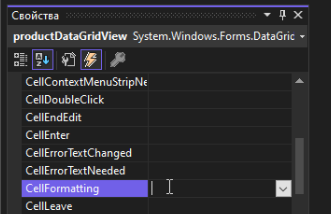 Свойства
productDataGridView System.Windows.Forms.DataGric
CellContextMenuStripNe
CellDoubleClick
CellEndEdit
CellEnter
CellErrorTextChanged
CellErrorTextNeeded
CellFormatting
CellLeave